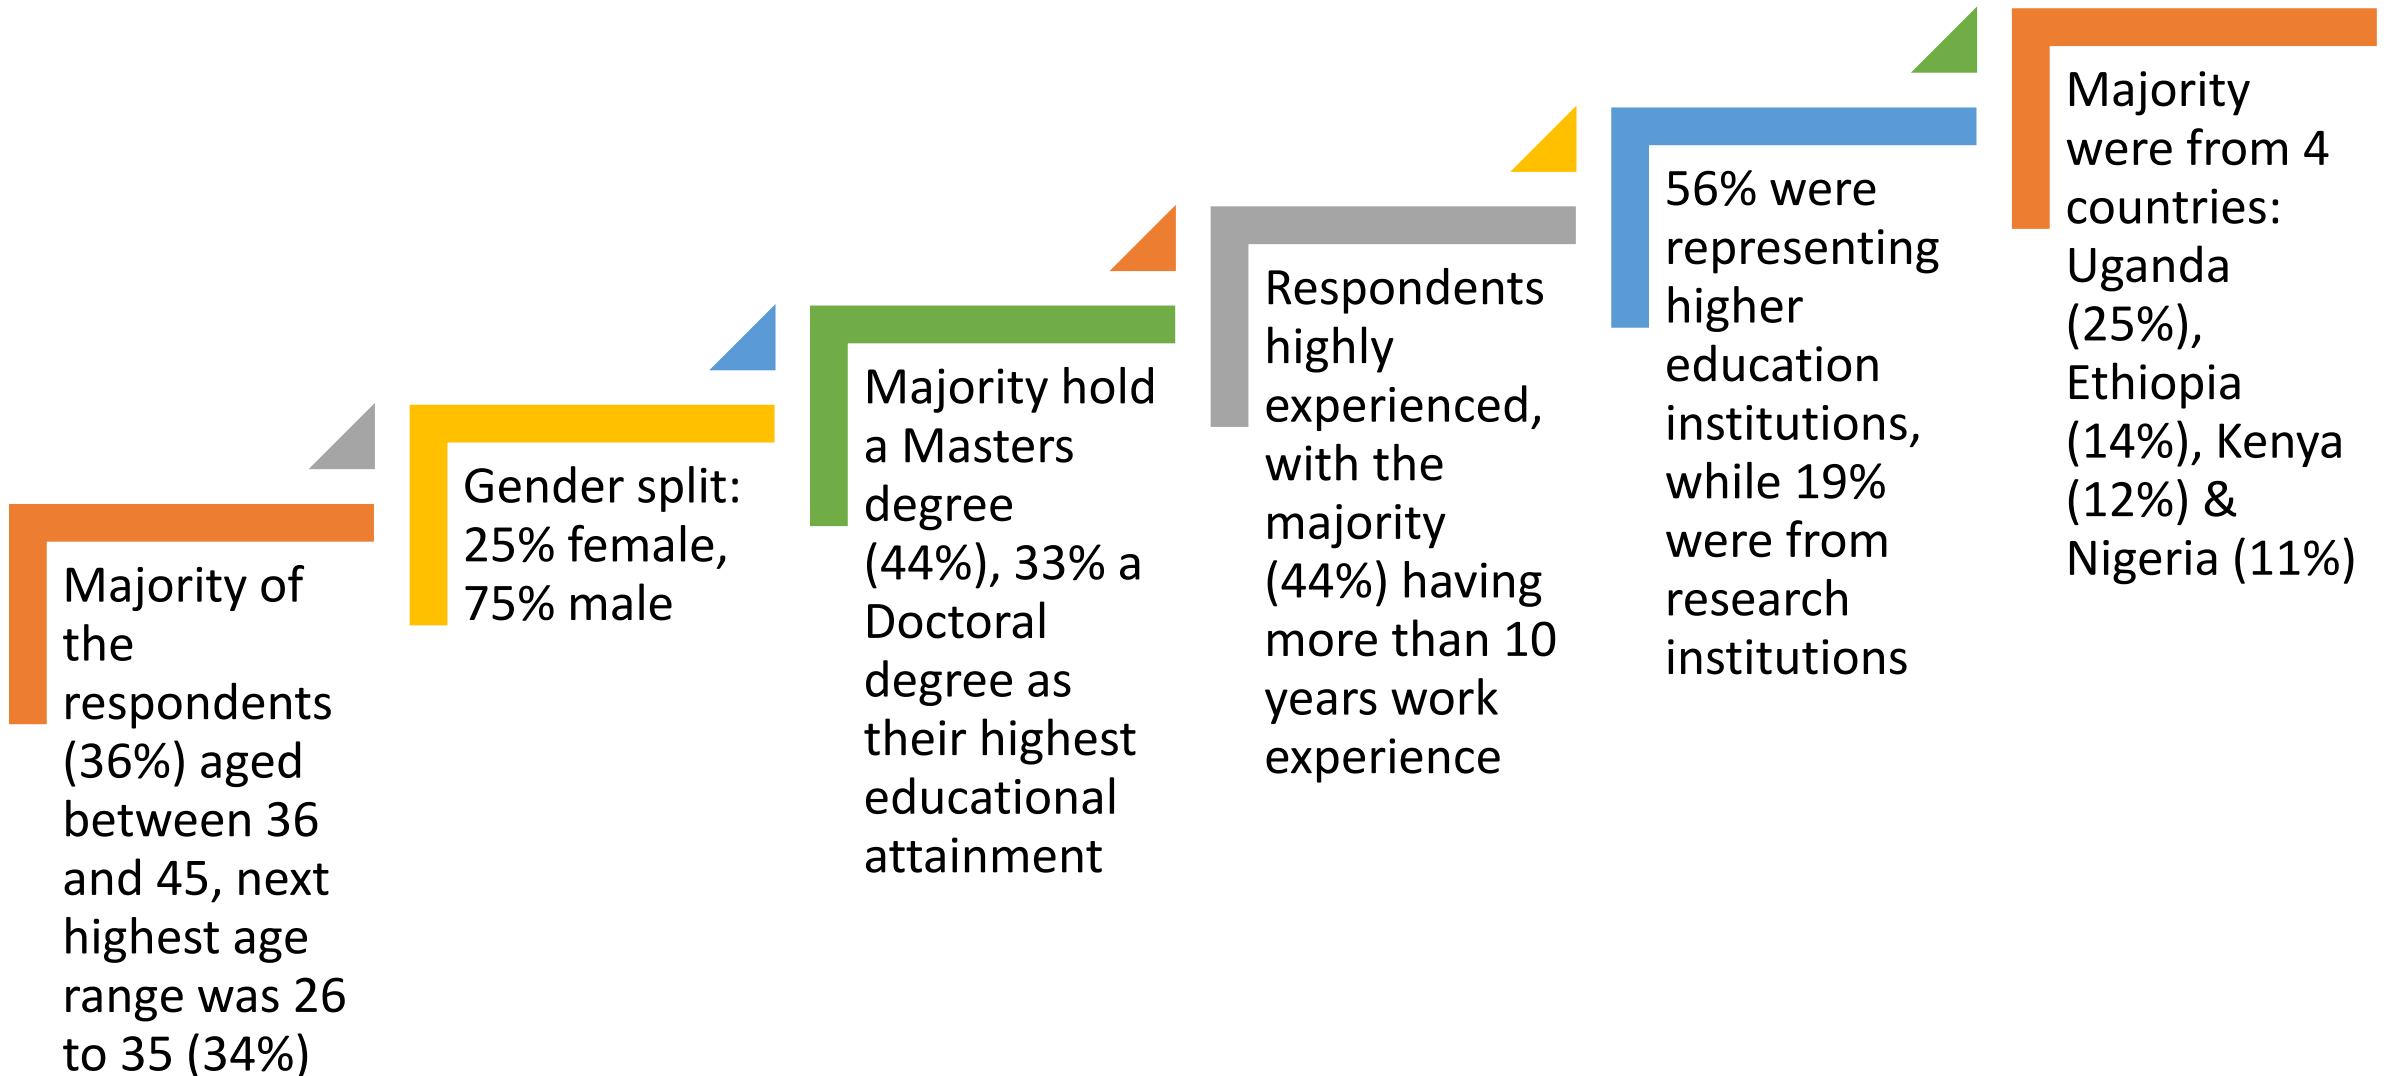 Majority of
the
respondents
(36%) aged
between 36
and 45, next
highest age
range was 26
to 35 (34%)
Gender split:
25% female,
75% male
Majority hold
a Masters
degree
(44%), 33% a
Doctoral
degree as
their highest
educational
attainment
Respondents
highly
experienced,
with the
majority
(44%) having
more than 10
years work
experience
56% were
representing
higher
education
institutions,
while 19%
were from
research
institutions
Majority
were from 4
countries:
Uganda
(25%),
Ethiopia
(14%), Kenya
(12%) &
Nigeria (11%)